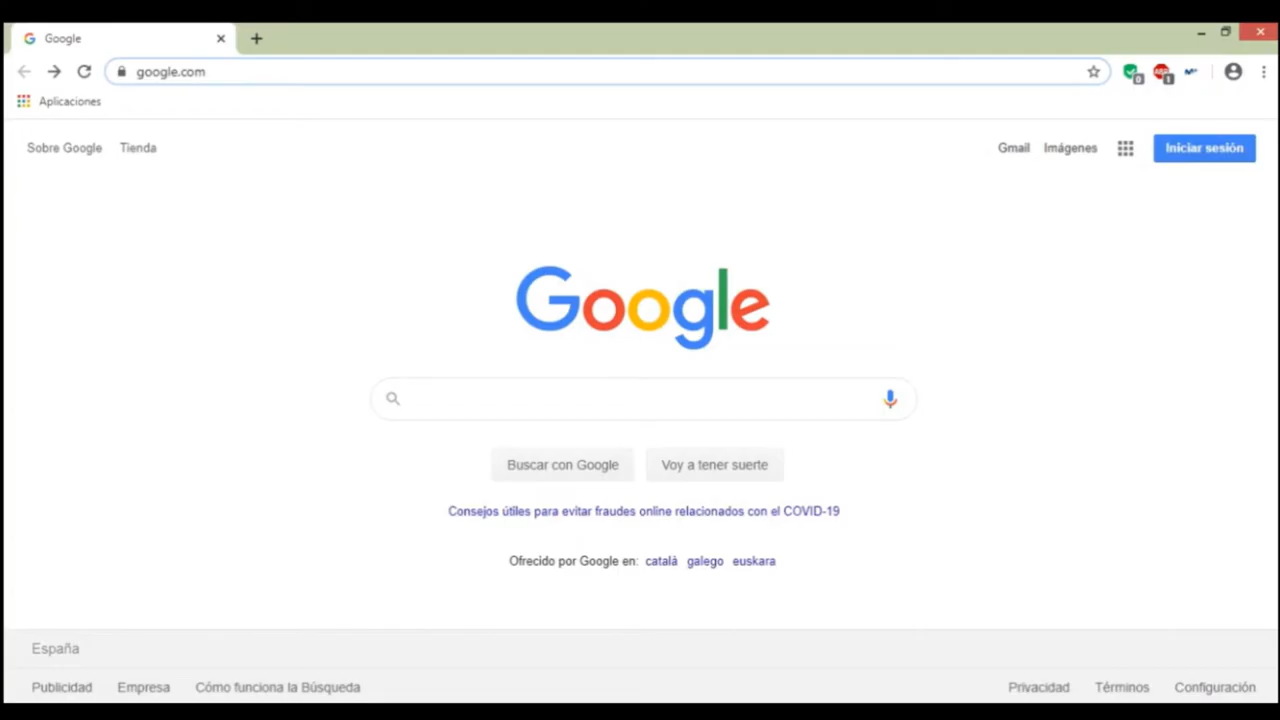 Google
google.com
0
1
Aplicaciones
Sobre Google Tienda
Gmail Imágenes Iniciar sesión
Google
Buscar con Google Voy a tener suerte
Consejos útiles para evitar fraudes online relacionados con el COVID-19
Ofrecido por Google en: català galego euskara
España
Publicidad Empresa Cómo funciona la Búsqueda
Privacidad Términos Configuración